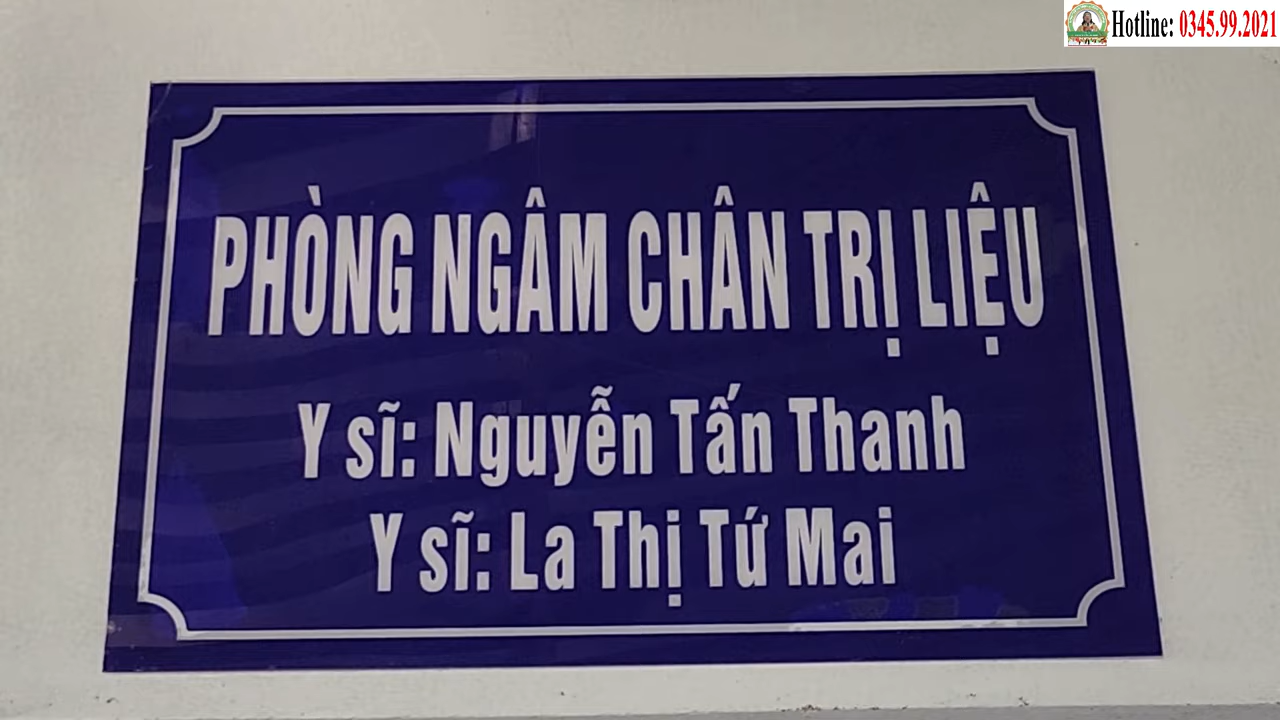 Hotline: 0345.99.2021
PHÒNG NGÂM CHÂN TRỊ LIỆU
Y sĩ: Nguyễn Tấn Thanh
Y sĩ: La Thị Tứ Mai